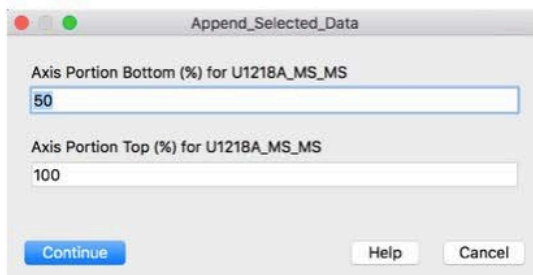 Append_Selected_Data
Axis Portion Bottom (%) for U1218A_MS_MS
50
Axis Portion Top (%) for U1218A_MS_MS
100
Continue
Help
Cancel